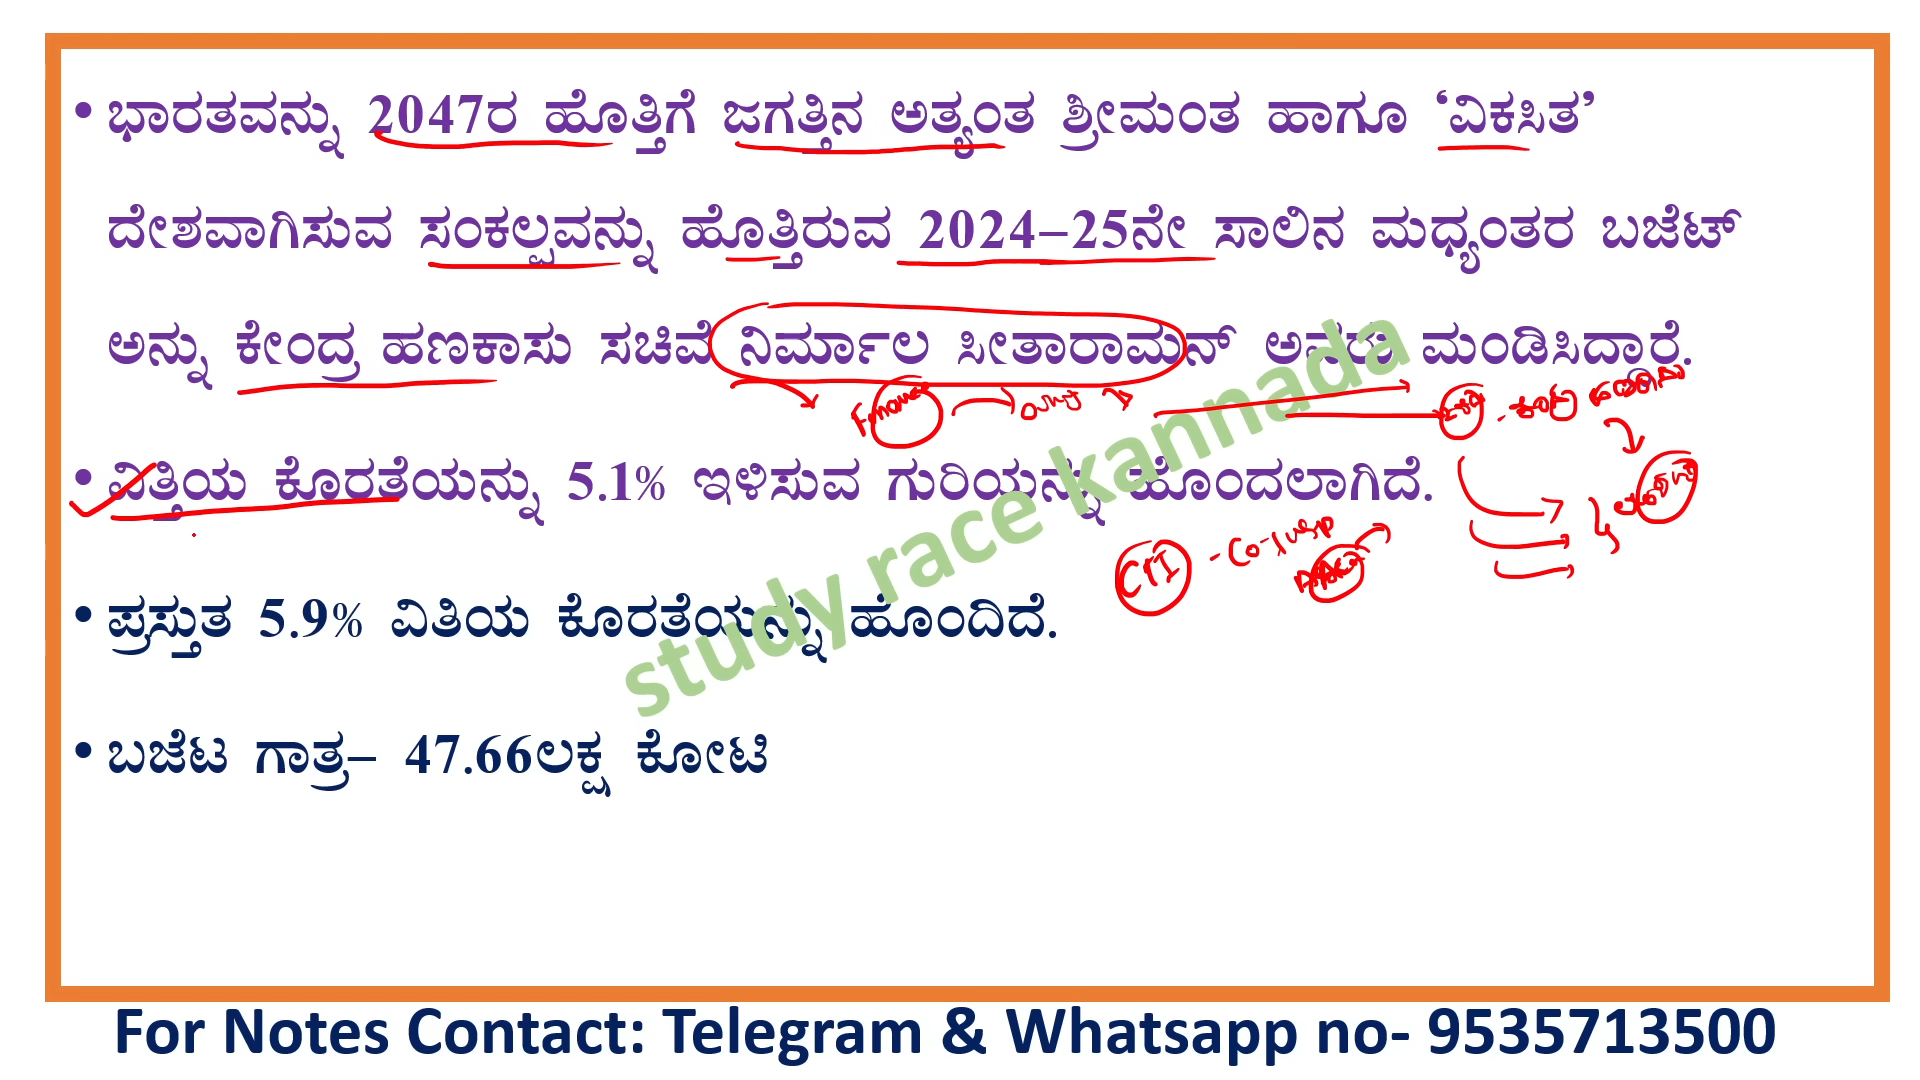 • ಭಾರತವನ್ನು 2047ರ ಹೊತ್ತಿಗೆ ಜಗತ್ತಿನ ಅತ್ಯಂತ ಶ್ರೀಮಂತ ಹಾಗೂ ‘ವಿಕಸಿತ’
ದೇಶವಾಗಿಸುವ ಸಂಕಲ್ಪವನ್ನು ಹೊತ್ತಿರುವ 2024–25ನೇ ಸಾಲಿನ ಮಧ್ಯಂತರ ಬಜೆಟ್
ಅನ್ನು ಕೇಂದ್ರ ಹಣಕಾಸು ಸಚಿವೆ ನಿರ್ಮಾಲ ಸೀತಾರಾಮನ್ ಅವರು ಮಂಡಿಸಿದ್ದಾರೆ.
• ವಿತ್ತಿಯ ಕೊರತೆಯನ್ನು 5.1% ಇಳಿಸುವ ಗುರಿಯನ್ನು ಹೊಂದಲಾಗಿದೆ.
• ಪ್ರಸ್ತುತ 5.9% ವಿತಿಯ ಕೊರತೆಯನ್ನು ಹೊಂದಿದೆ.
• ಬಜೆಟ ಗಾತ್ರ– 47.66ಲಕ್ಷ ಕೋಟಿ
study race kannada
For Notes Contact: Telegram & Whatsapp no- 9535713500